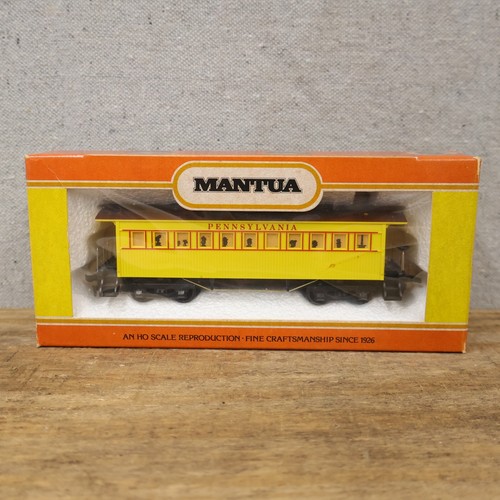 MANTUA
PENNSYLVANIA
AN HO SCALE REPRODUCTION · FINE CRAFTSMANSHIP SINCE 1926